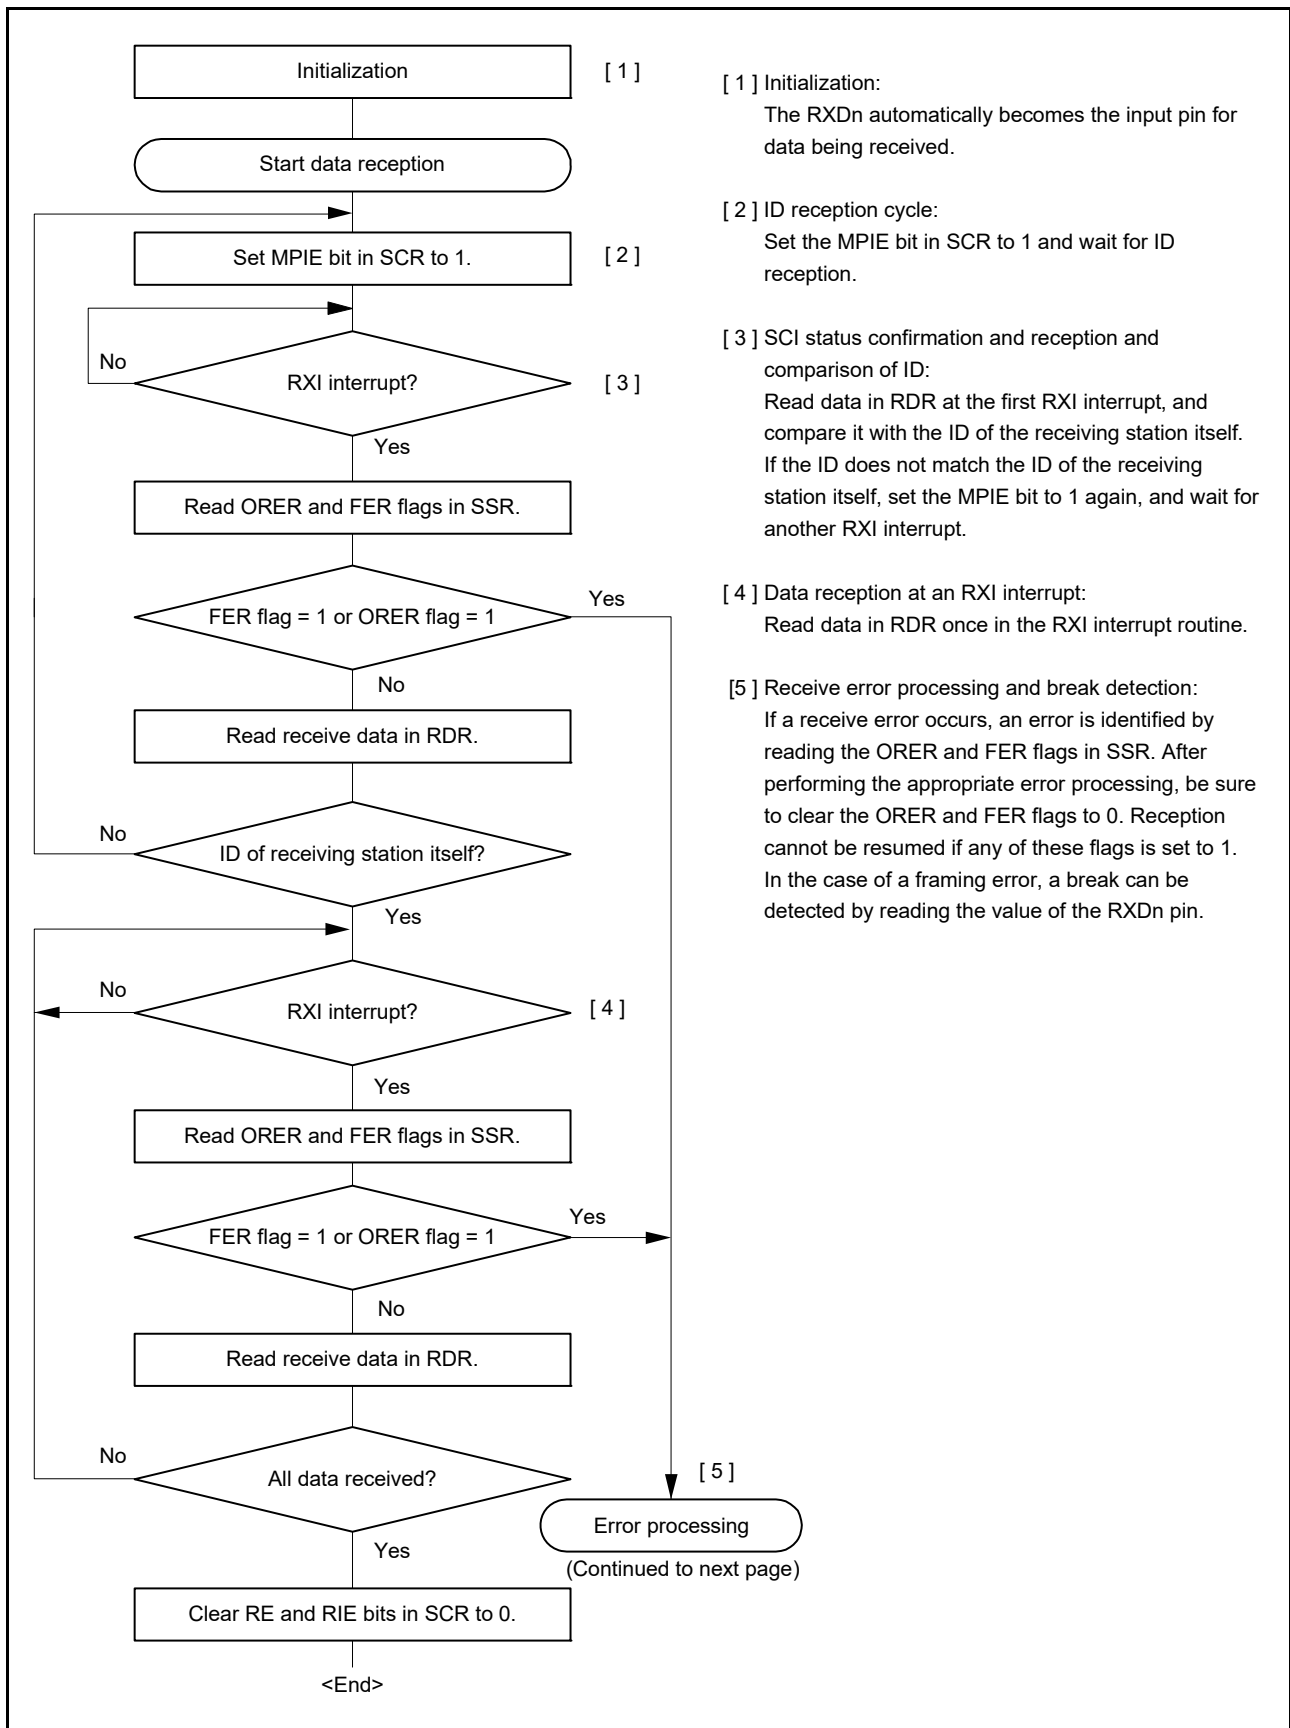 Initialization
[ 1 ]
Start data reception
Set MPIE bit in SCR to 1.
[ 2 ]
No
RXI interrupt?
[ 3 ]
Yes
Read ORER and FER flags in SSR.
FER flag = 1 or ORER flag = 1
Yes
No
Read receive data in RDR.
No
ID of receiving station itself?
Yes
No
RXI interrupt?
[ 4 ]
Yes
Read ORER and FER flags in SSR.
FER flag = 1 or ORER flag = 1
Yes
No
Read receive data in RDR.
No
All data received?
[ 5 ]
Error processing
(Continued to next page)
Yes
Clear RE and RIE bits in SCR to 0.
<End>
[ 1 ] Initialization:
The RXDn automatically becomes the input pin for
data being received.
[ 2 ] ID reception cycle:
Set the MPIE bit in SCR to 1 and wait for ID
reception.
[ 3 ] SCI status confirmation and reception and
comparison of ID:
Read data in RDR at the first RXI interrupt, and
compare it with the ID of the receiving station itself.
If the ID does not match the ID of the receiving
station itself, set the MPIE bit to 1 again, and wait for
another RXI interrupt.
[ 4 ] Data reception at an RXI interrupt:
Read data in RDR once in the RXI interrupt routine.
[5 ] Receive error processing and break detection:
If a receive error occurs, an error is identified by
reading the ORER and FER flags in SSR. After
performing the appropriate error processing, be sure
to clear the ORER and FER flags to 0. Reception
cannot be resumed if any of these flags is set to 1.
In the case of a framing error, a break can be
detected by reading the value of the RXDn pin.